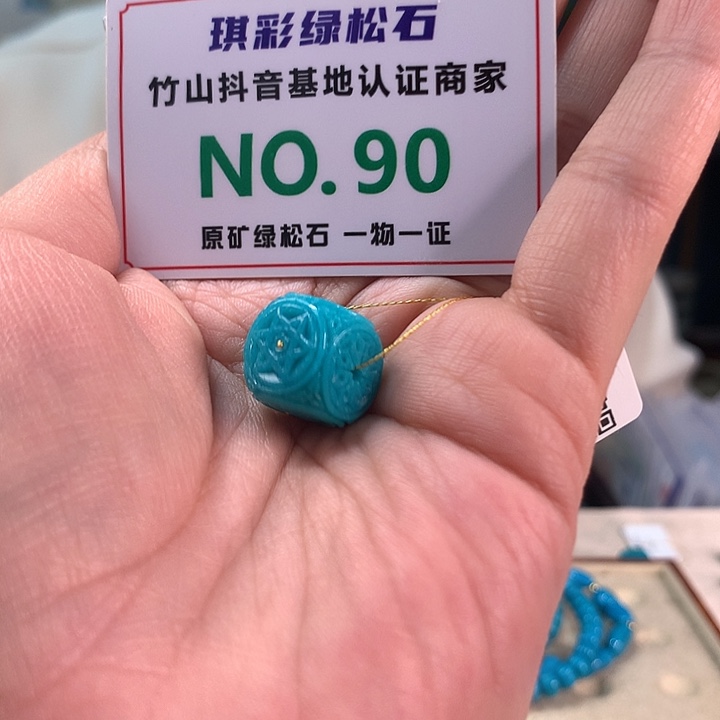 琪彩绿松石
竹山抖音基地认证商家
NO. 90
原矿绿松石 一物一证